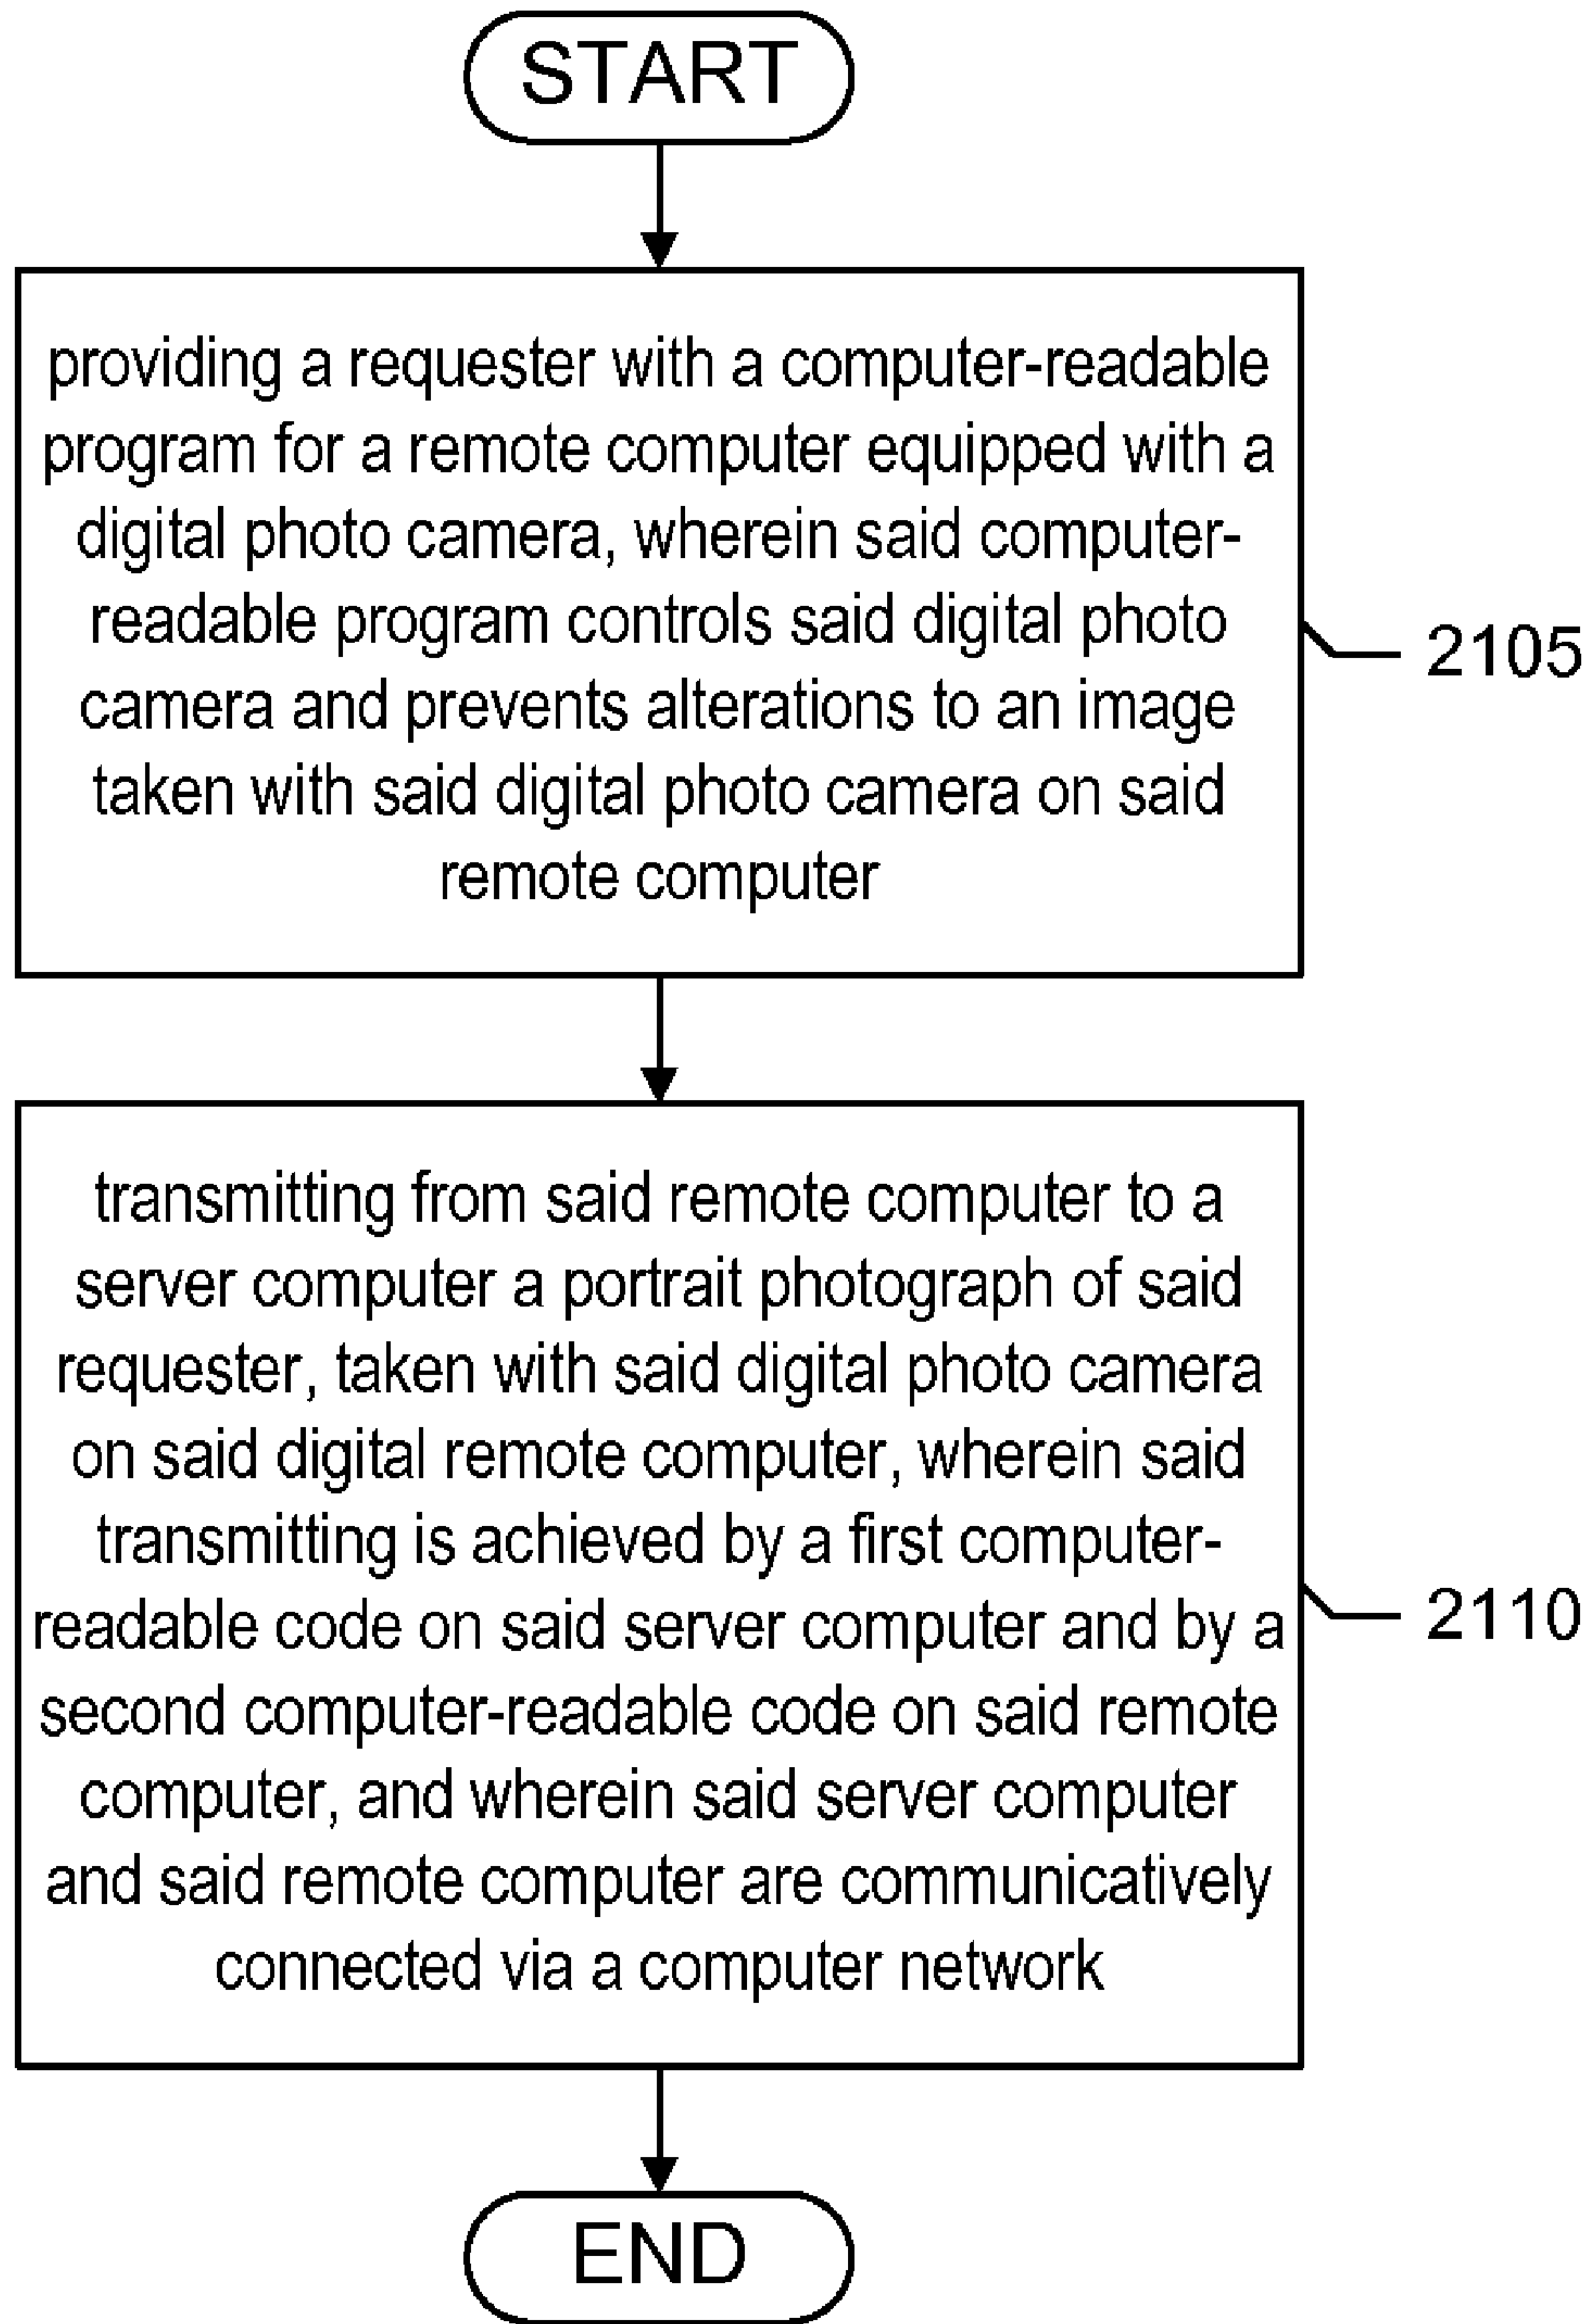 START
providing a requester with a computer-readable
program for a remote computer equipped with a
digital photo camera, wherein said computer-
readable program controls said digital photo
camera and prevents alterations to an image
taken with said digital photo camera on said
remote computer
2105
transmitting from said remote computer to a
server computer a portrait photograph of said
requester, taken with said digital photo camera
on said digital remote computer, wherein said
transmitting is achieved by a first computer-
readable code on said server computer and by a
second computer-readable code on said remote
computer, and wherein said server computer
and said remote computer are communicatively
connected via a computer network
2110
END